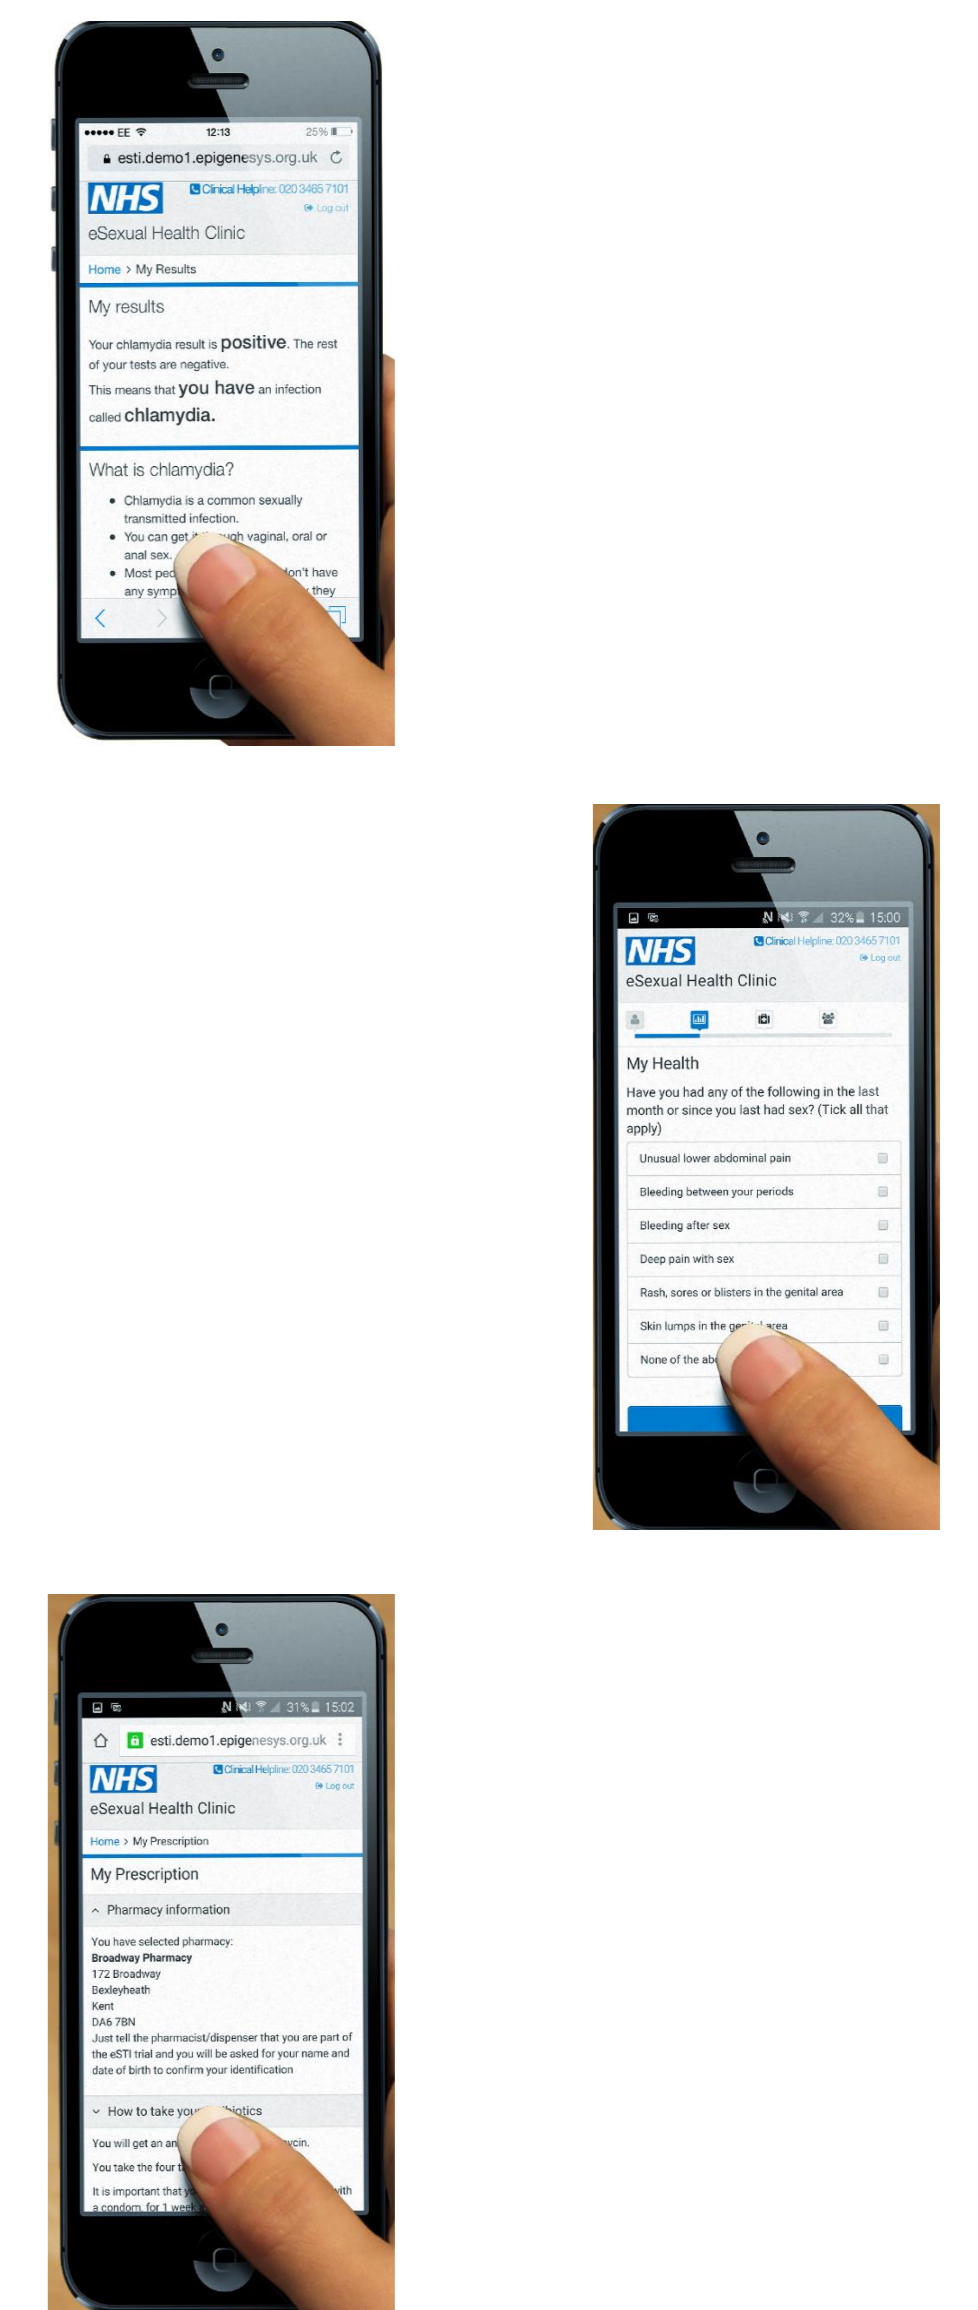 EE 12:13 25%
esti.demo1.epigenesys.org.uk
NHS Clinical Helpline: 020 3465 7101
Log out
eSexual Health Clinic
Home > My Results
My results
Your chlamydia result is positive. The rest
of your tests are negative.
This means that you have an infection
called chlamydia.
What is chlamydia?
• Chlamydia is a common sexually
transmitted infection.
• You can get it through vaginal, oral or
anal sex.
• Most don't have
any they
32% 15:00
NHS Clinical Helpline: 020 3465 7101
Log out
eSexual Health Clinic
My Health
Have you had any of the following in the last
month or since you last had sex? (Tick all that
apply)
Unusual lower abdominal pain
Bleeding between your periods
Bleeding after sex
Deep pain with sex
Rash, sores or blisters in the genital area
Skin lumps in the genital area
None of the
31% 15:02
esti.demo1.epigenesys.org.uk
NHS Clinical Helpline: 020 3465 7101
Log out
eSexual Health Clinic
Home > My Prescription
My Prescription
Pharmacy information
You have selected pharmacy:
Broadway Pharmacy
172 Broadway
Bexleyheath
Kent
DA6 7BN
Just tell the pharmacist/dispenser that you are part of
the eSTI trial and you will be asked for your name and
date of birth to confirm your identification
How to take your antibiotics
You will get an
You take the four
It is important that with
a condom, for 1 week